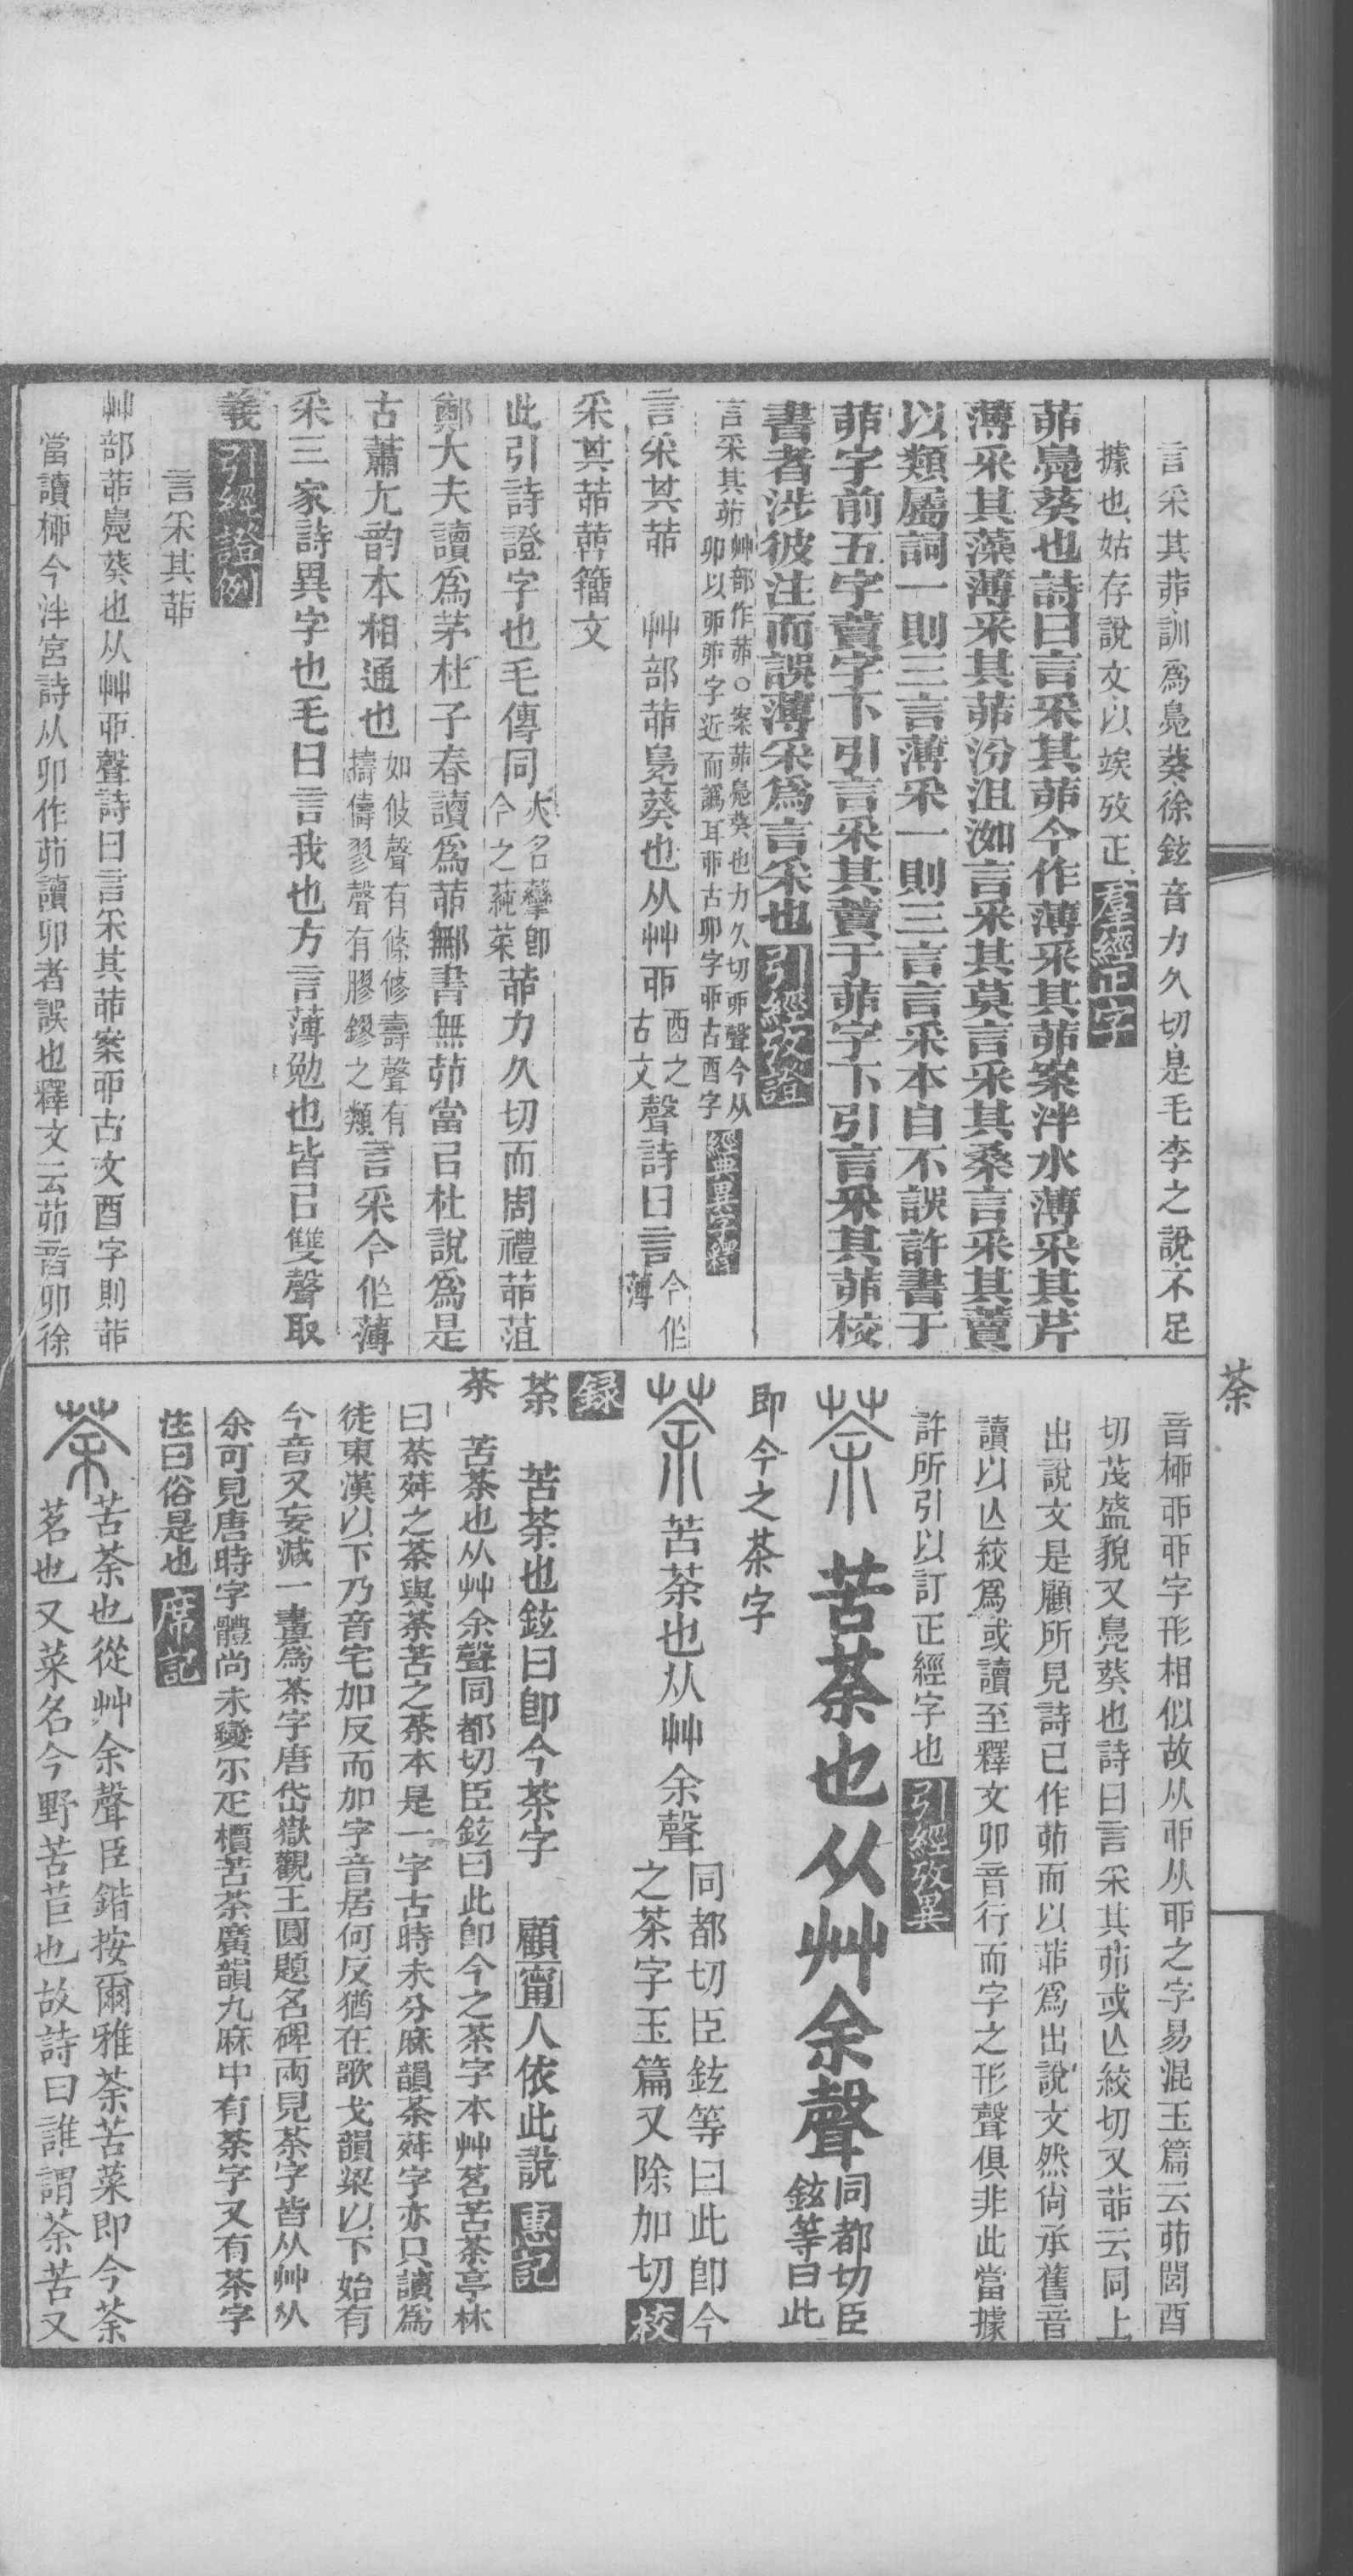 言采其茆訓爲鳧葵徐鉉音力久切是毛李之說不足
據也姑存說文以竢攷正羣經正字
茆鳧葵也詩曰言采其茆今作薄采其茆案泮水薄采其芹
薄采其藻薄采其茆汾沮洳言采其莫言采其桑言采其藚
以類屬詞一則三言薄采一則三言言采本自不誤許書于
茆字前五字藚字下引言采其藚于茆字下引言采其茆校
書者涉彼注而誤薄采爲言采也引經攷證
言采其茆艸部作茆○案茆鳧葵也力久切丣聲今从
卯以丣卯字近而譌耳丣古卯字丣古酉字經典異字釋
言采其茆　艸部茆鳧葵也从艸丣酉之
古文聲詩曰言今作
薄
采其茆䕯籀文
此引詩證字也毛傳同大名𦿆卽
今之蒓菜茆力久切而周禮茆菹
鄭大夫讀爲茅杜子春讀爲茆鄦書無茆當㠯杜說爲是
古蕭尤韵本相通也如攸聲有條修壽聲有
擣儔翏聲有膠鏐之類言采今作薄
采三家詩異字也毛曰言我也方言薄勉也皆㠯雙聲取
義引經證例
言采其茆
艸部茆鳧葵也从艸丣聲詩曰言采其茆案丣古文酉字則茆
當讀桺今泮宮詩从卯作茆讀卯者誤也釋文云茆音卯徐
荼
音桺丣丣字形相似故从丣从丣之字易混玉篇云茆閭酉
切茂盛貌又鳧葵也詩曰言采其茆或亾絞切又茆云同上
出說文是顧所見詩已作茆而以茆爲出說文然尙承舊音
讀以亾絞爲或讀至釋文卯音行而字之形聲俱非此當據
許所引以訂正經字也引經攷異
荼　苦荼也从艸余聲同都切臣
鉉等曰此
即今之茶字
荼苦荼也从艸余聲同都切臣鉉等曰此卽今
之茶字玉篇又除加切校
録
荼　苦荼也鉉曰卽今茶字　顧甯人依此說惠記
荼　苦荼也从艸余聲同都切臣鉉曰此卽今之茶字本艸茗苦荼亭林
曰荼荈之荼與荼苦之荼本是一字古時未分麻韻荼荈字亦只讀爲
徒東漢以下乃音宅加反而加字音居何反猶在歌戈韻梁以下始有
今音又妄減一畫爲茶字唐岱嶽觀王圓題名碑兩見荼字皆从艸从
余可見唐時字體尚未變尓疋檟苦荼廣韻九麻中有荼字又有茶字
注曰俗是也席記
荼苦荼也從艸余聲臣鍇按爾雅荼苦菜即今荼
茗也又菜名今野苦苣也故詩曰誰謂荼苦又